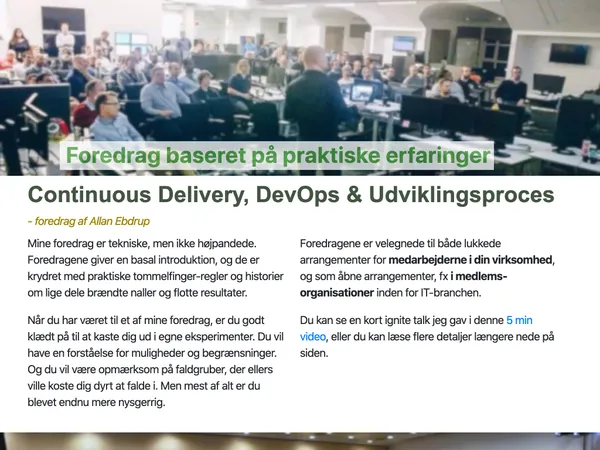 Foredrag baseret på praktiske erfaringer
Continuous Delivery, DevOps & Udviklingsproces
- foredrag af Allan Ebdrup
Mine foredrag er tekniske, men ikke højpandede.
Foredragene giver en basal introduktion, og de er
krydret med praktiske tommelfinger-regler og historier
om lige dele brændte naller og flotte resultater.
Når du har været til et af mine foredrag, er du godt
klædt på til at kaste dig ud i egne eksperimenter. Du vil
have en forståelse for muligheder og begrænsninger.
Og du vil være opmærksom på faldgruber, der ellers
ville koste dig dyrt at falde i. Men mest af alt er du
blevet endnu mere nysgerrig.
Foredragene er velegnede til både lukkede
arrangementer for medarbejderne i din virksomhed,
og som åbne arrangementer, fx i medlems-
organisationer inden for IT-branchen.
Du kan se en kort ignite talk jeg gav i denne 5 min
video, eller du kan læse flere detaljer længere nede på
siden.